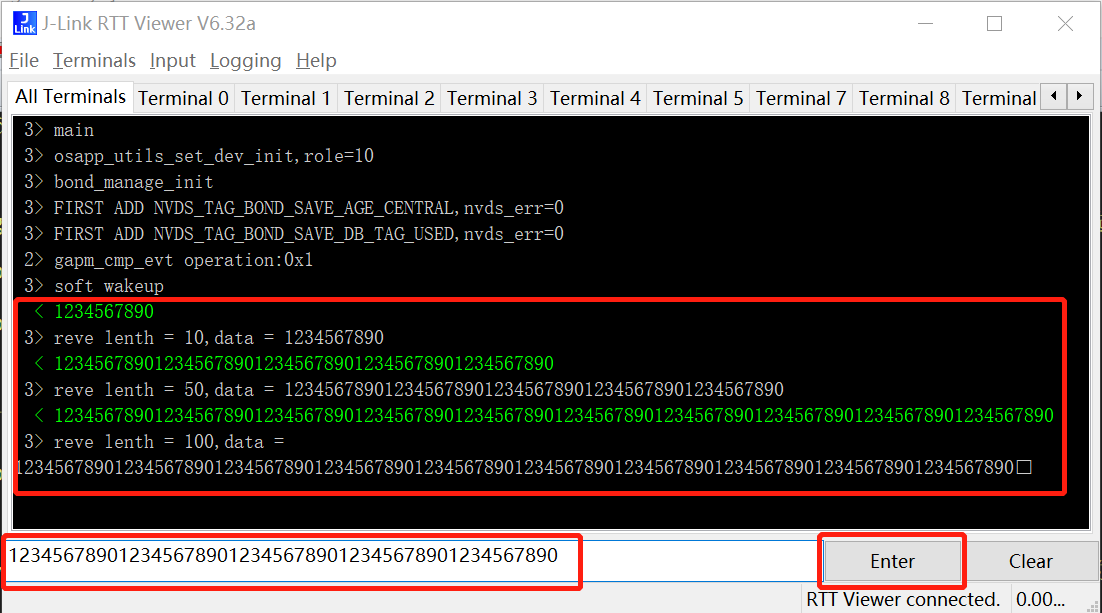 J-Link RTT Viewer V6.32a
File Terminals Input Logging Help
All Terminals Terminal 0 Terminal 1 Terminal 2 Terminal 3 Terminal 4 Terminal 5 Terminal 7 Terminal 8 Terminal
3> main
3> osapp_utils_set_dev_init,role=10
3> bond_manage_init
3> FIRST ADD NVDS_TAG_BOND_SAVE_AGE_CENTRAL,nvds_err=0
3> FIRST ADD NVDS_TAG_BOND_SAVE_DB_TAG_USED,nvds_err=0
2> gapm_cmp_evt operation:0x1
3> soft wakeup
< 1234567890
3> reve lenth = 10,data = 1234567890
< 12345678901234567890123456789012345678901234567890
3> reve lenth = 50,data = 12345678901234567890123456789012345678901234567890
< 1234567890123456789012345678901234567890123456789012345678901234567890123456789012345678901234567890
3> reve lenth = 100,data =
1234567890123456789012345678901234567890123456789012345678901234567890123456789012345678901234567890□
12345678901234567890123456789012345678901234567890 Enter Clear
RTT Viewer connected. 0.00...